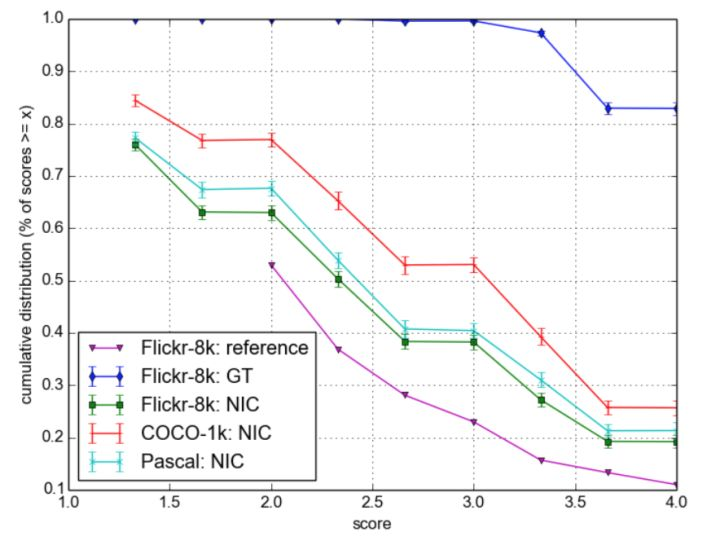 1.0
0.9
0.8
0.7
0.6
0.5
0.4
0.3
0.2
0.1
cumulative distribution (% of scores >= x)
Flickr-8k: reference
Flickr-8k: GT
Flickr-8k: NIC
COCO-1k: NIC
Pascal: NIC
1.0 1.5 2.0 2.5 3.0 3.5 4.0
score